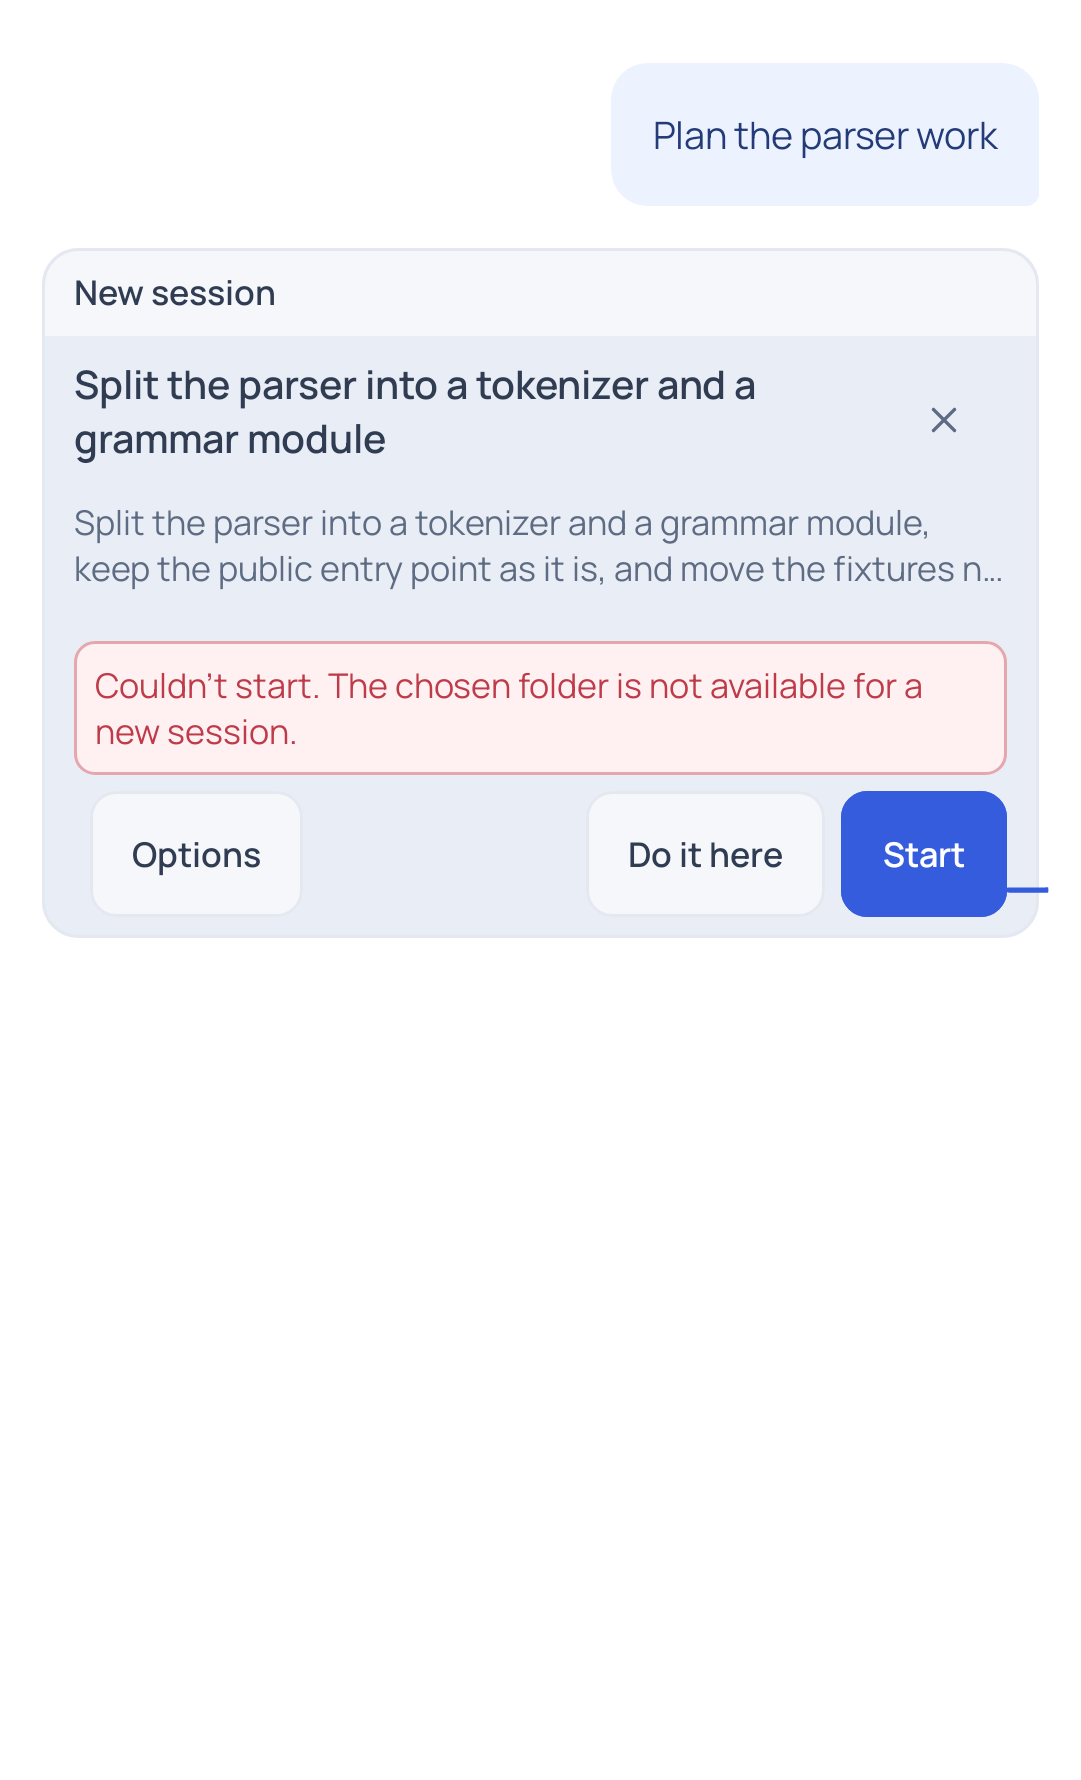 Plan the parser work
New session
Split the parser into a tokenizer and a
grammar module
Split the parser into a tokenizer and a grammar module,
keep the public entry point as it is, and move the fixtures n…
Couldn’t start. The chosen folder is not available for a
new session.
Options
Do it here
Start